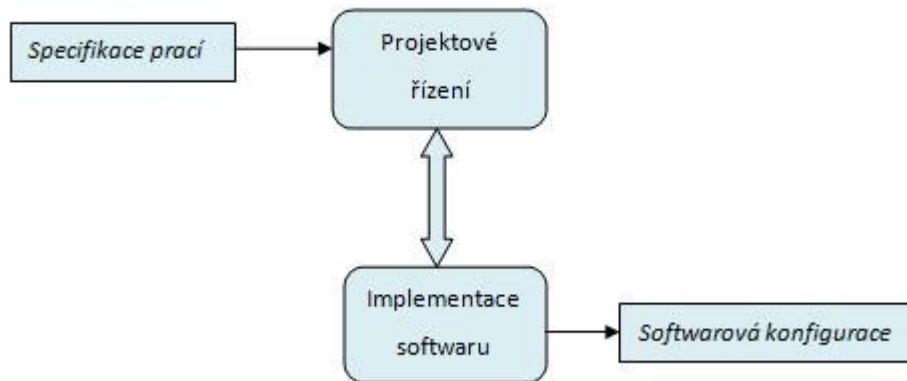 Specifikace prací
Projektové
řízení
Implementace
softwaru
Softwarová konfigurace